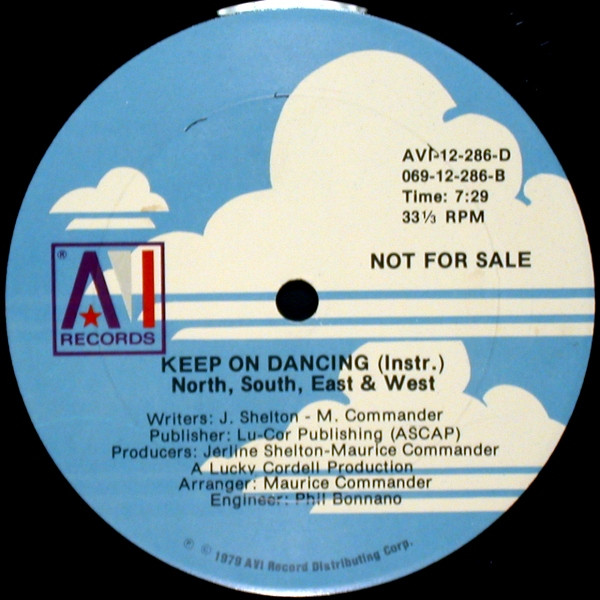 AVI-12-286-D
069-12-286-B
Time: 7:29
33⅓ RPM
NOT FOR SALE
®
AVI
RECORDS
KEEP ON DANCING (Instr.)
North, South, East & West
Writers: J. Shelton - M. Commander
Publisher: Lu-Cor Publishing (ASCAP)
Producers: Jerline Shelton-Maurice Commander
A Lucky Cordell Production
Arranger: Maurice Commander
Engineer: Phil Bonnano
℗ © 1979 AVI Record Distributing Corp.